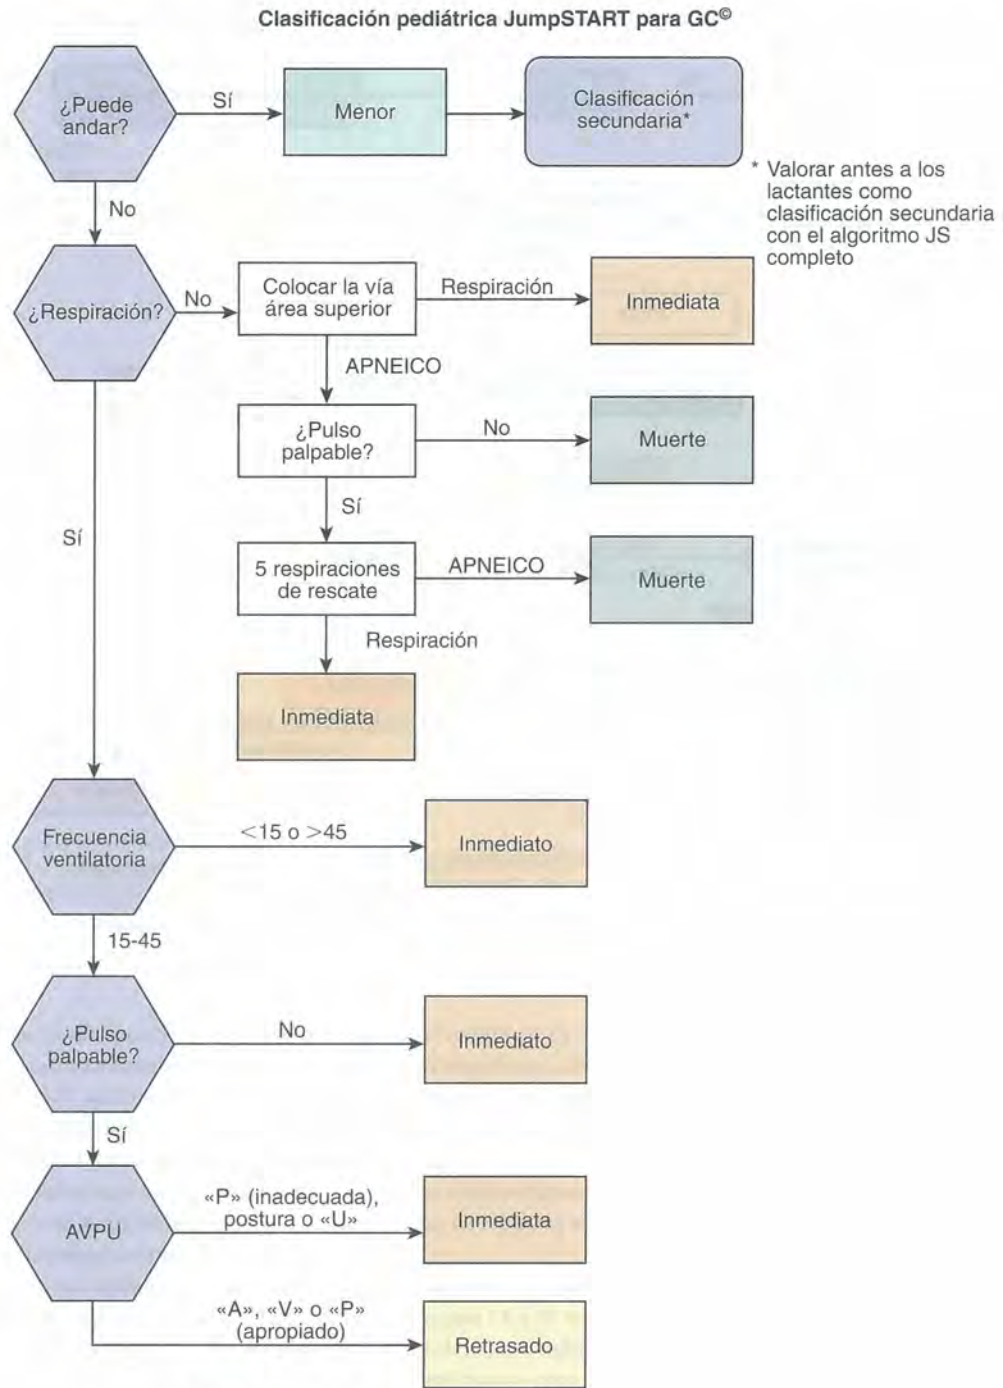 Clasificación pediátrica JumpSTART para GC©
¿Puede
andar?
Sí
Menor
Clasificación
secundaria*
* Valorar antes a los
lactantes como
clasificación secundaria
con el algoritmo JS
completo
No
¿Respiración?
No
Colocar la vía
área superior
Respiración
Inmediata
APNEICO
¿Pulso
palpable?
No
Muerte
Sí
Sí
5 respiraciones
de rescate
APNEICO
Muerte
Respiración
Inmediata
Frecuencia
ventilatoria
<15 o >45
Inmediato
15-45
¿Pulso
palpable?
No
Inmediato
Sí
AVPU
«P» (inadecuada),
postura o «U»
Inmediata
«A», «V» o «P»
(apropiado)
Retrasado